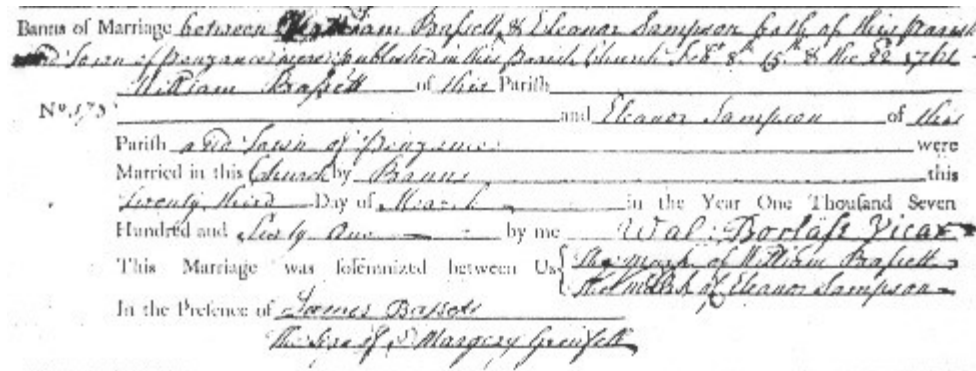 Banns of Marriage between William Baſsett & Eleanor Sampson both of this Parish
and Town of Penzance were published in this Parish Church Feb. 8th 15th & the 22 1761
William Baſsett of this Pariſh
No. 173 and Eleanor Sampson of this
Pariſh and Town of Penzance were
Married in this Church by Banns this
Twenty third Day of March in the Year One Thouſand Seven
Hundred and Sixty One by me Wal: Borlaſe Vicar
This Marriage was ſolemnized between Us The mark of William Baſsett
The mark of Eleanor Sampson
In the Preſence of James Bassett
The Sign of Margery Grenfell